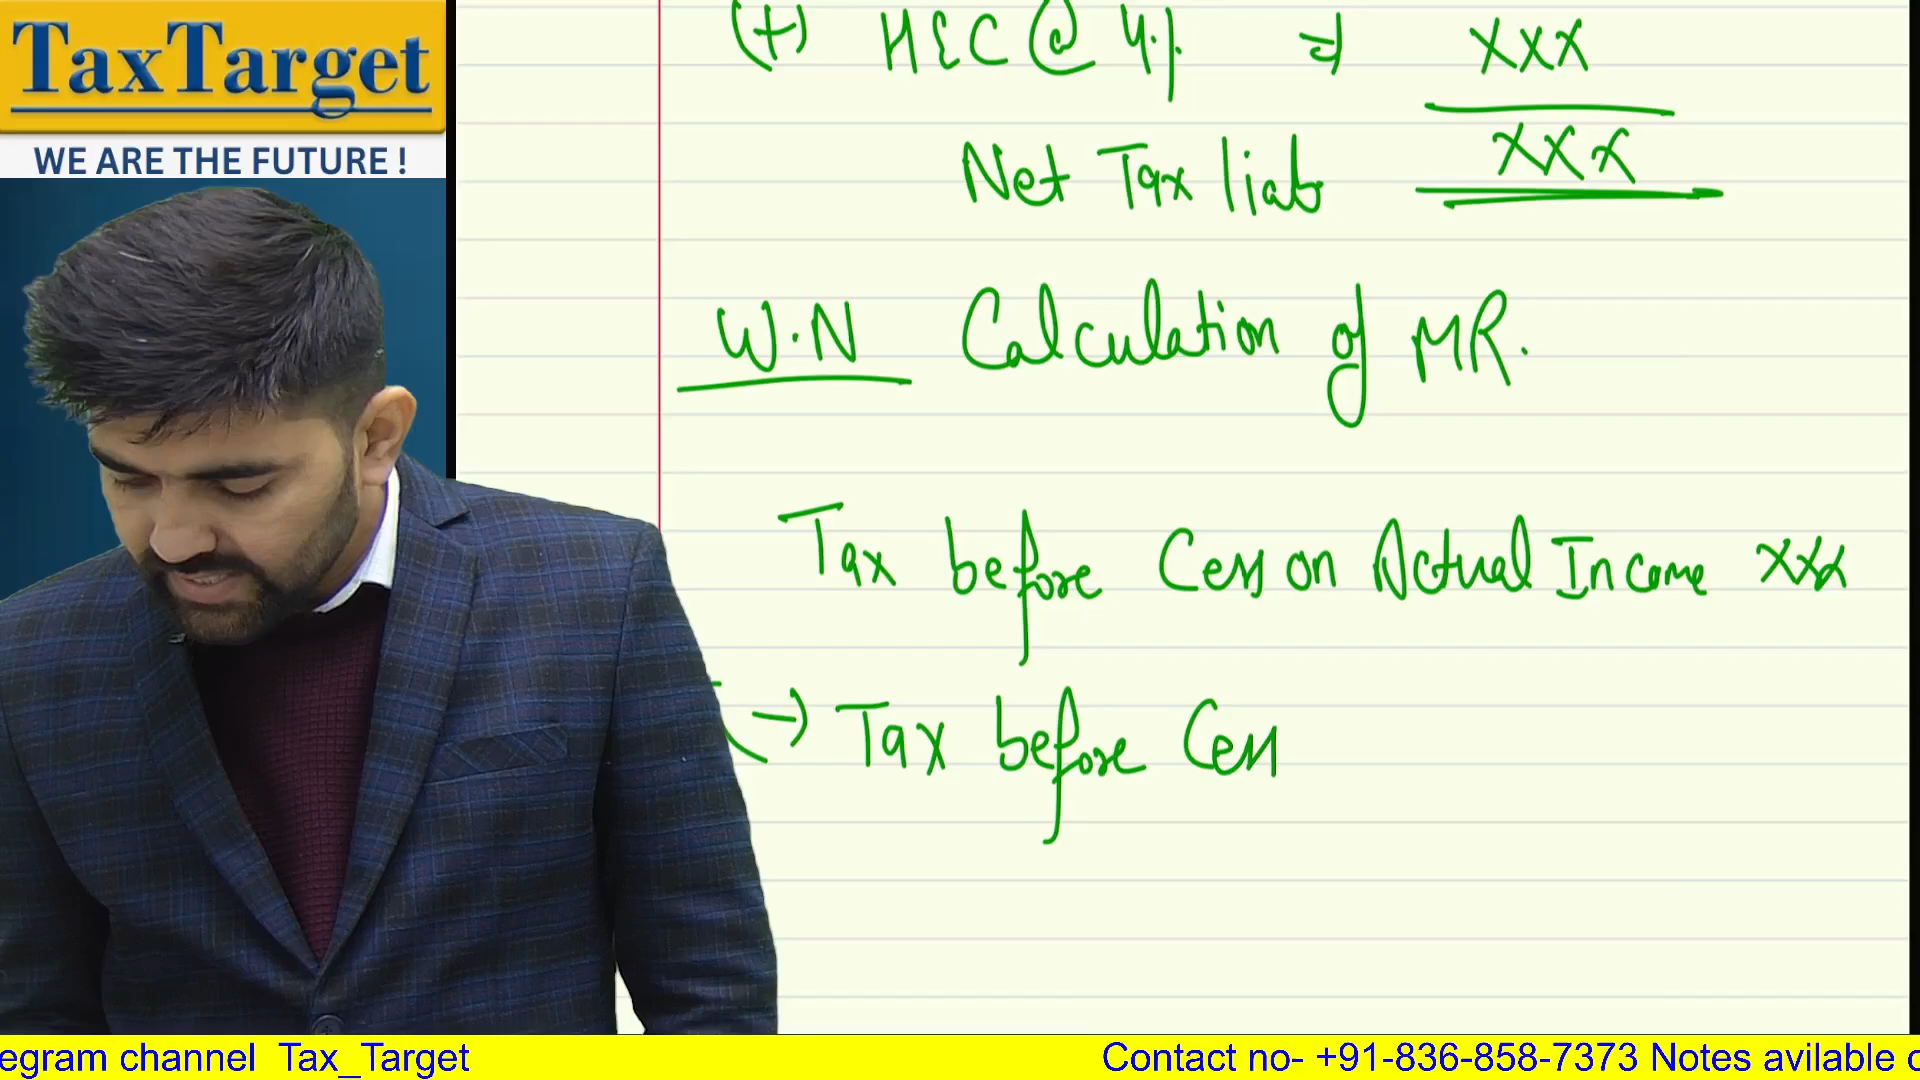 TaxTarget
WE ARE THE FUTURE !
(+) HEC @ 4% ⇒ XXX
Net Tax liab XXX
W.N Calculation of MR.
Tax before Cess on Actual Income XXX
(-) Tax before Cess
egram channel Tax_Target
Contact no- +91-836-858-7373 Notes avilable o